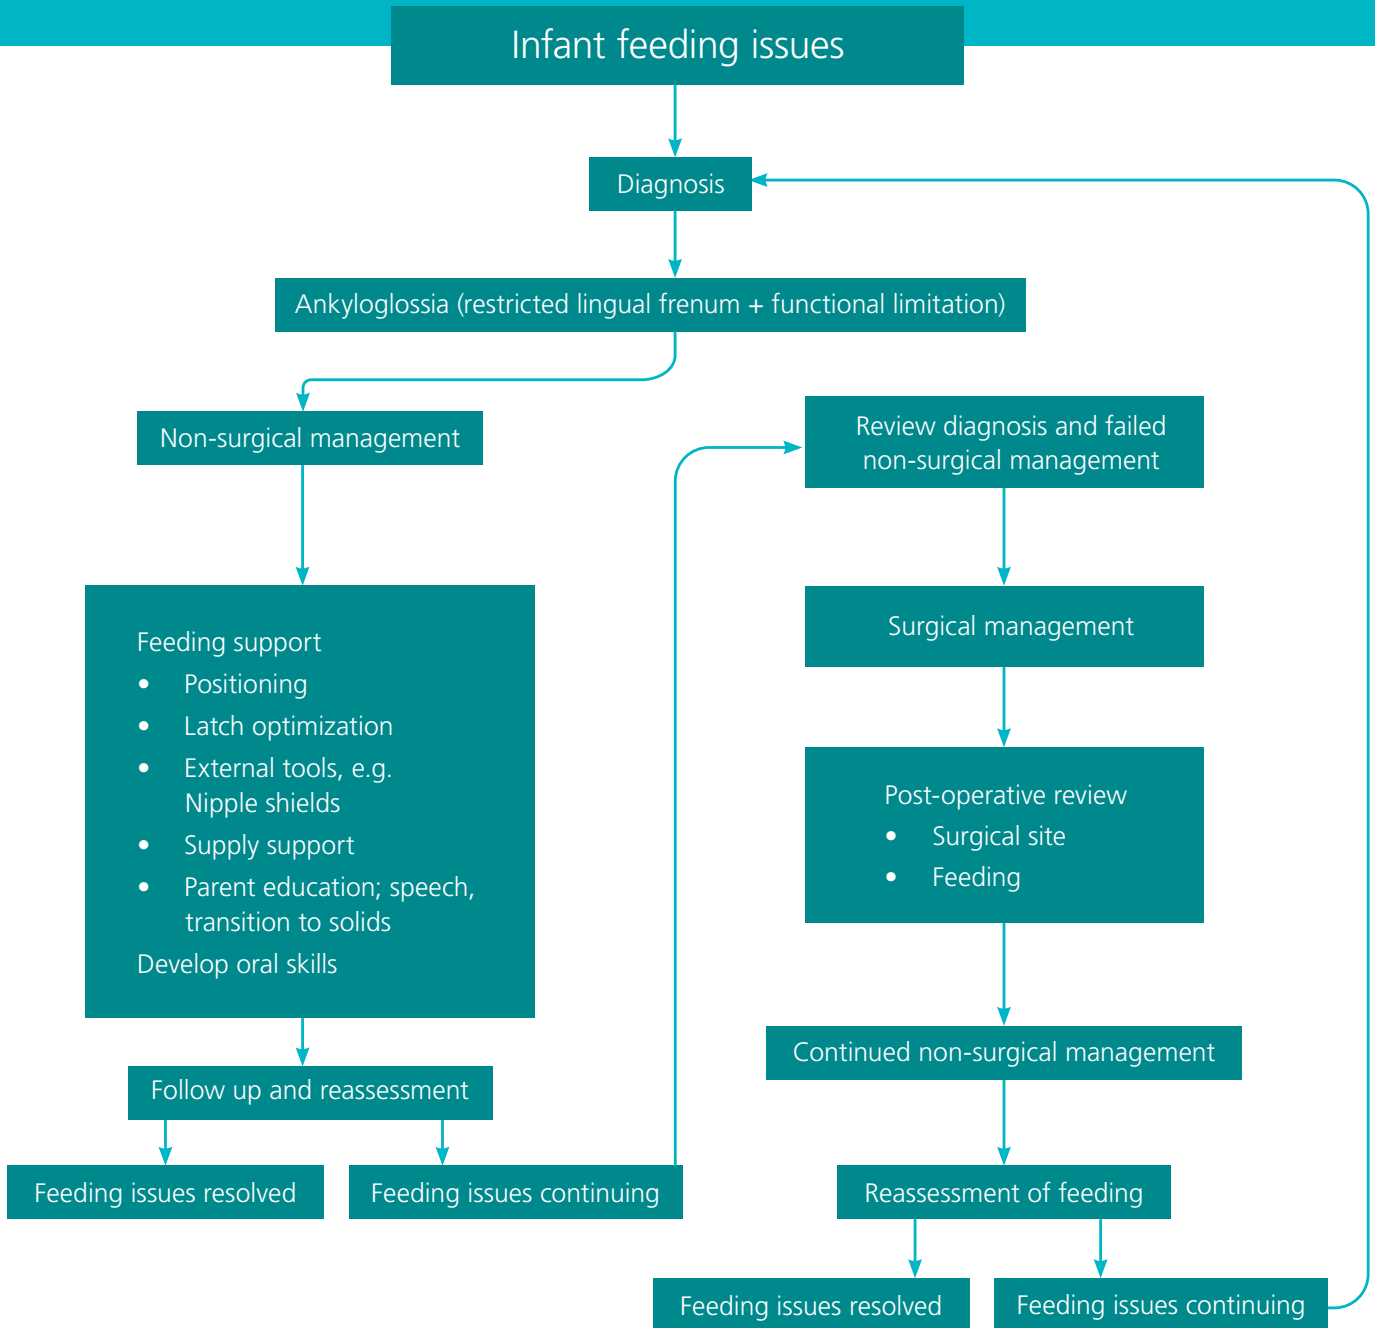 Infant feeding issues
Diagnosis
Ankyloglossia (restricted lingual frenum + functional limitation)
Non-surgical management
Feeding support
• Positioning
• Latch optimization
• External tools, e.g.
Nipple shields
• Supply support
• Parent education; speech,
transition to solids
Develop oral skills
Follow up and reassessment
Feeding issues resolved
Feeding issues continuing
Review diagnosis and failed
non-surgical management
Surgical management
Post-operative review
• Surgical site
• Feeding
Continued non-surgical management
Reassessment of feeding
Feeding issues resolved
Feeding issues continuing